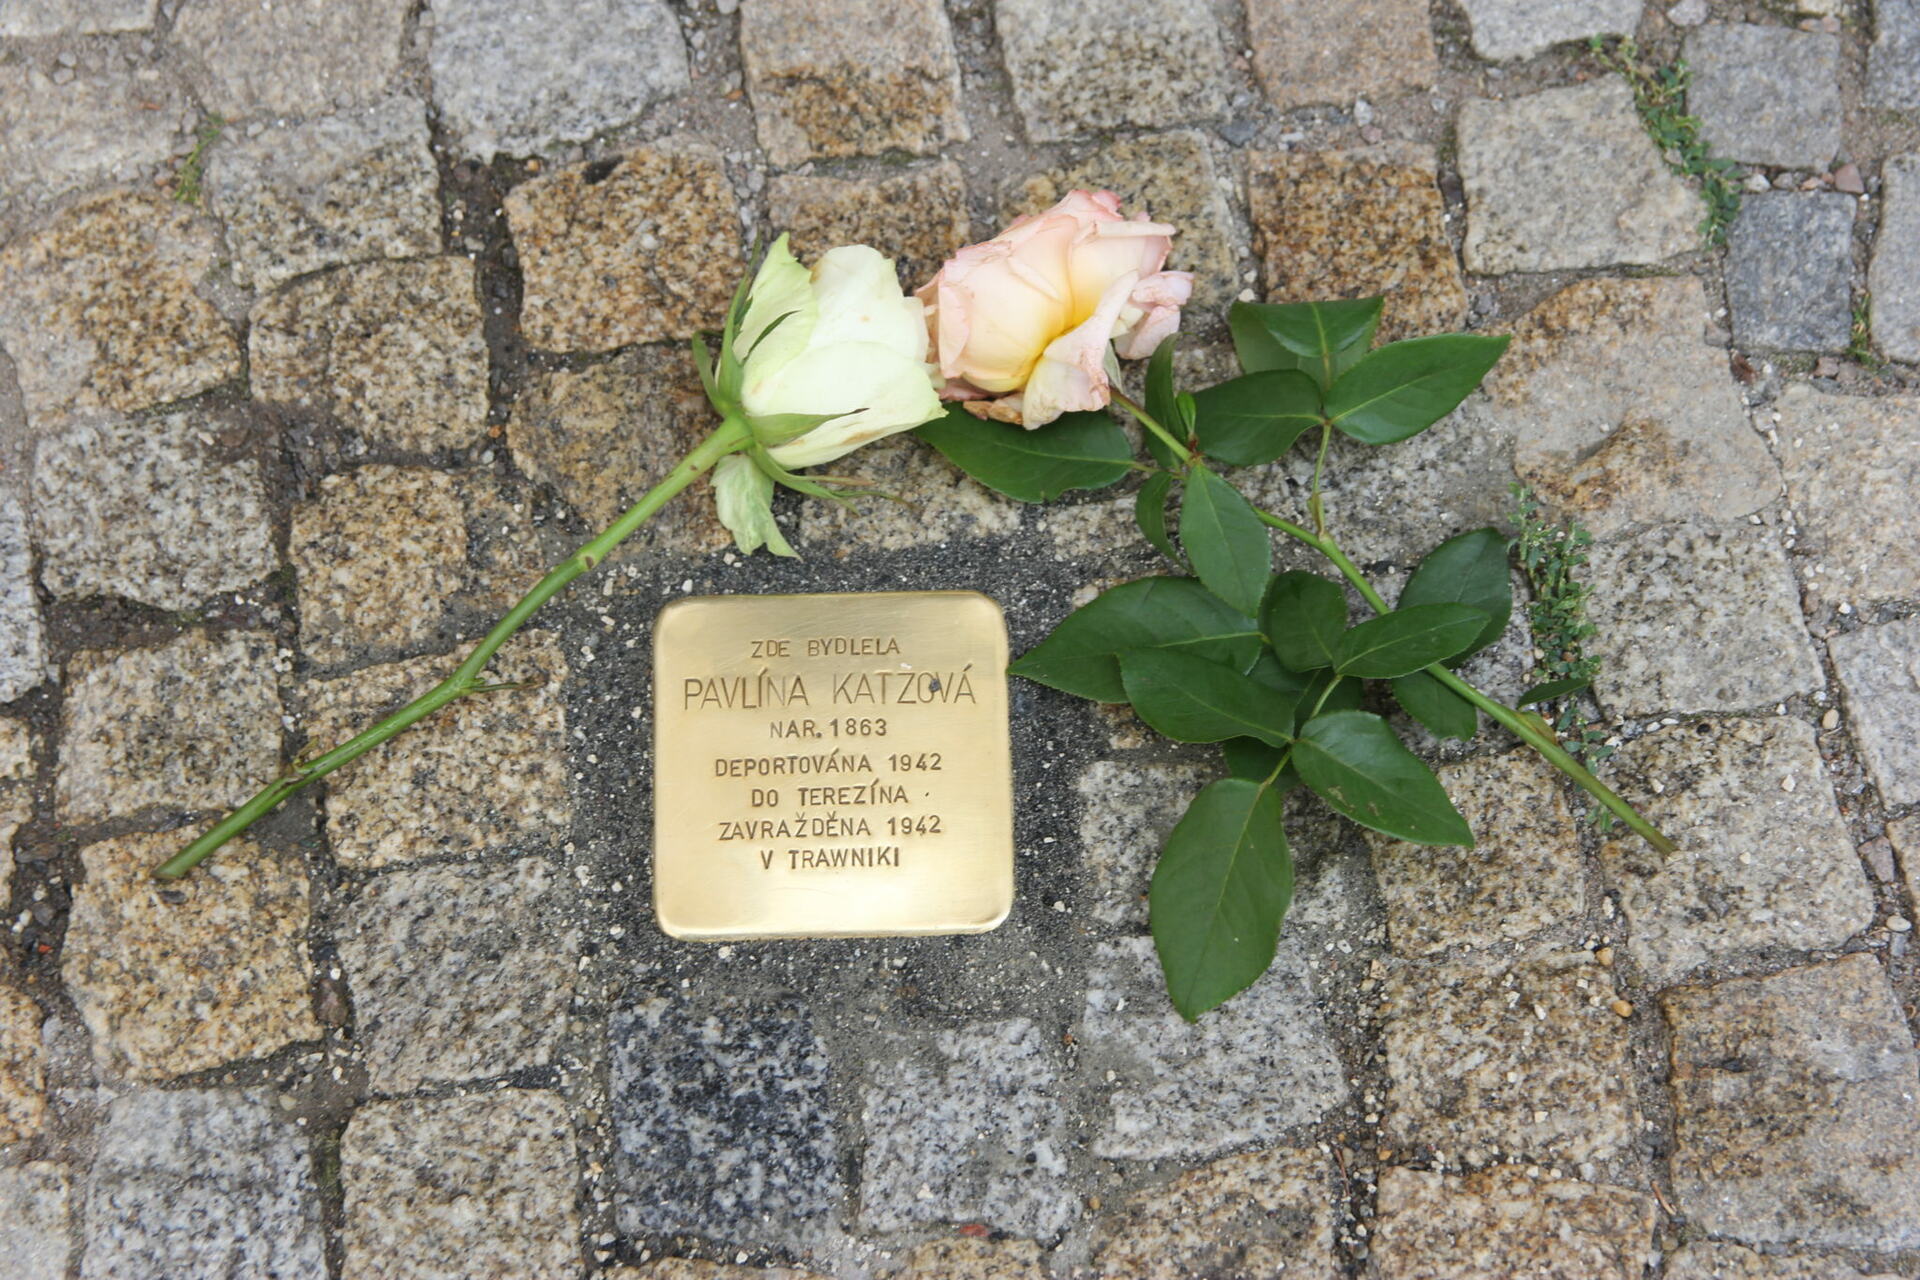 ZDE BYDLELA
PAVLÍNA KATZOVÁ
NAR. 1863
DEPORTOVÁNA 1942
DO TEREZÍNA
ZAVRAŽDĚNA 1942
V TRAWNIKI